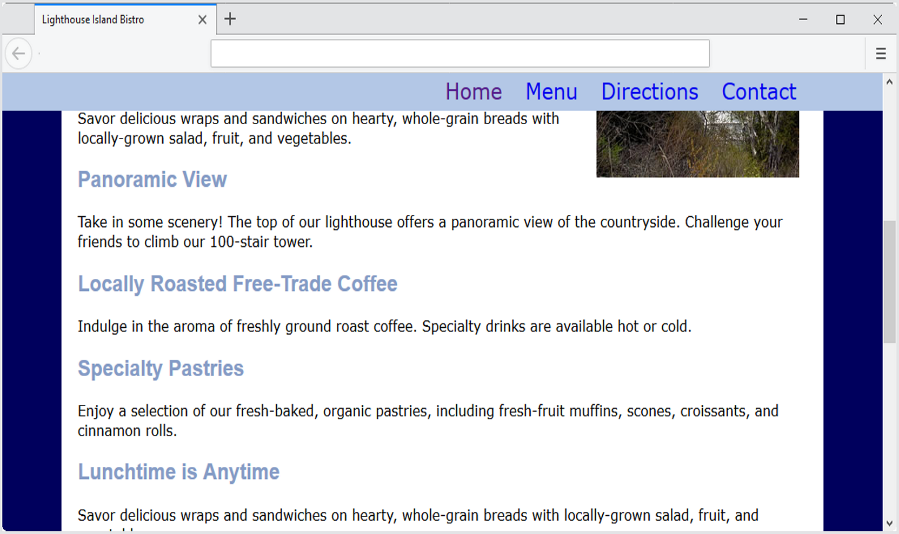 Lighthouse Island Bistro
Home Menu Directions Contact
Savor delicious wraps and sandwiches on hearty, whole-grain breads with
locally-grown salad, fruit, and vegetables.
Panoramic View
Take in some scenery! The top of our lighthouse offers a panoramic view of the countryside. Challenge your
friends to climb our 100-stair tower.
Locally Roasted Free-Trade Coffee
Indulge in the aroma of freshly ground roast coffee. Specialty drinks are available hot or cold.
Specialty Pastries
Enjoy a selection of our fresh-baked, organic pastries, including fresh-fruit muffins, scones, croissants, and
cinnamon rolls.
Lunchtime is Anytime
Savor delicious wraps and sandwiches on hearty, whole-grain breads with locally-grown salad, fruit, and